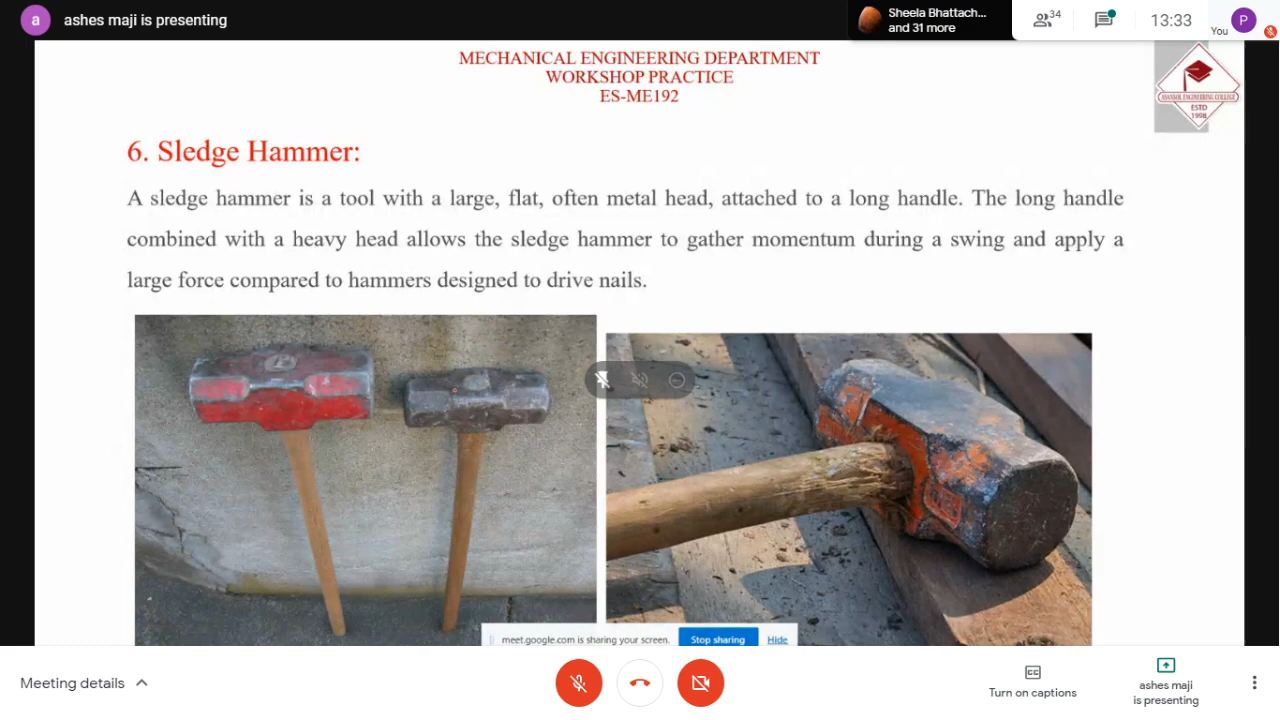 a
ashes maji is presenting
Sheela Bhattach...
and 31 more
34
13:33
You
P
MECHANICAL ENGINEERING DEPARTMENT
WORKSHOP PRACTICE
ES-ME192
ASANSOL ENGINEERING COLLEGE
ESTD
1998
6. Sledge Hammer:
A sledge hammer is a tool with a large, flat, often metal head, attached to a long handle. The long handle
combined with a heavy head allows the sledge hammer to gather momentum during a swing and apply a
large force compared to hammers designed to drive nails.
meet.google.com is sharing your screen.
Stop sharing
Hide
Meeting details
CC
Turn on captions
ashes maji
is presenting